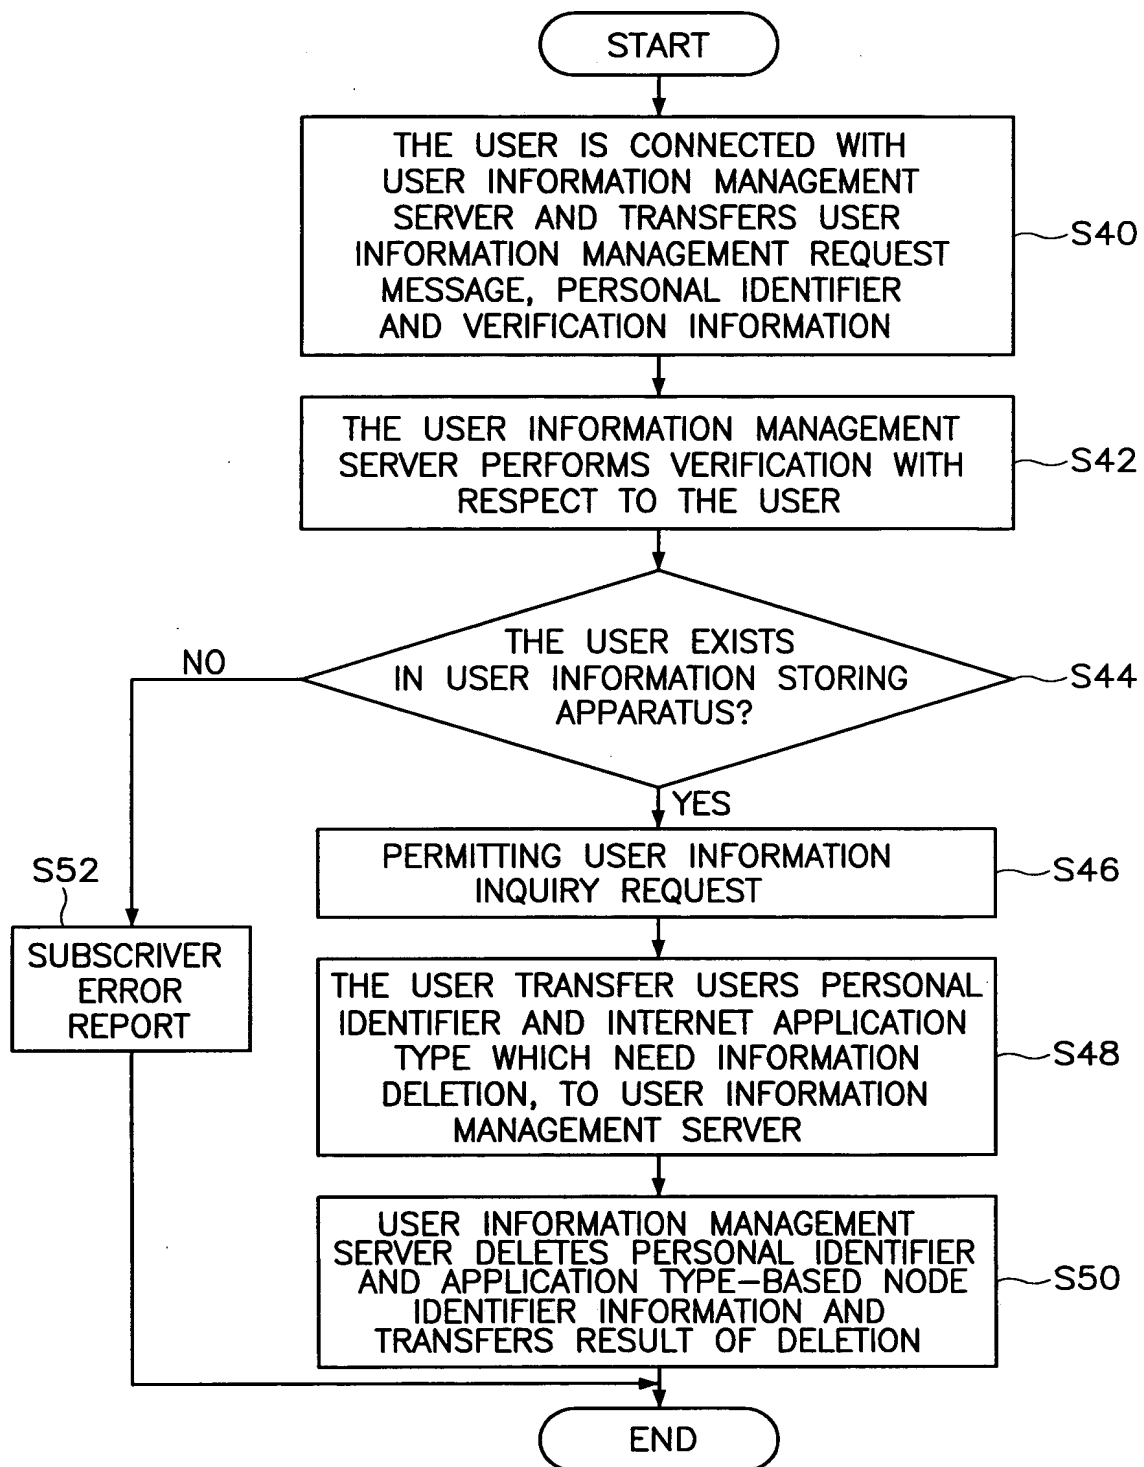 START
THE USER IS CONNECTED WITH
USER INFORMATION MANAGEMENT
SERVER AND TRANSFERS USER
INFORMATION MANAGEMENT REQUEST
MESSAGE, PERSONAL IDENTIFIER
AND VERIFICATION INFORMATION
S40
THE USER INFORMATION MANAGEMENT
SERVER PERFORMS VERIFICATION WITH
RESPECT TO THE USER
S42
THE USER EXISTS
IN USER INFORMATION STORING
APPARATUS?
S44
NO
YES
PERMITTING USER INFORMATION
INQUIRY REQUEST
S46
S52
SUBSCRIVER
ERROR
REPORT
THE USER TRANSFER USERS PERSONAL
IDENTIFIER AND INTERNET APPLICATION
TYPE WHICH NEED INFORMATION
DELETION, TO USER INFORMATION
MANAGEMENT SERVER
S48
USER INFORMATION MANAGEMENT
SERVER DELETES PERSONAL IDENTIFIER
AND APPLICATION TYPE-BASED NODE
IDENTIFIER INFORMATION AND
TRANSFERS RESULT OF DELETION
S50
END